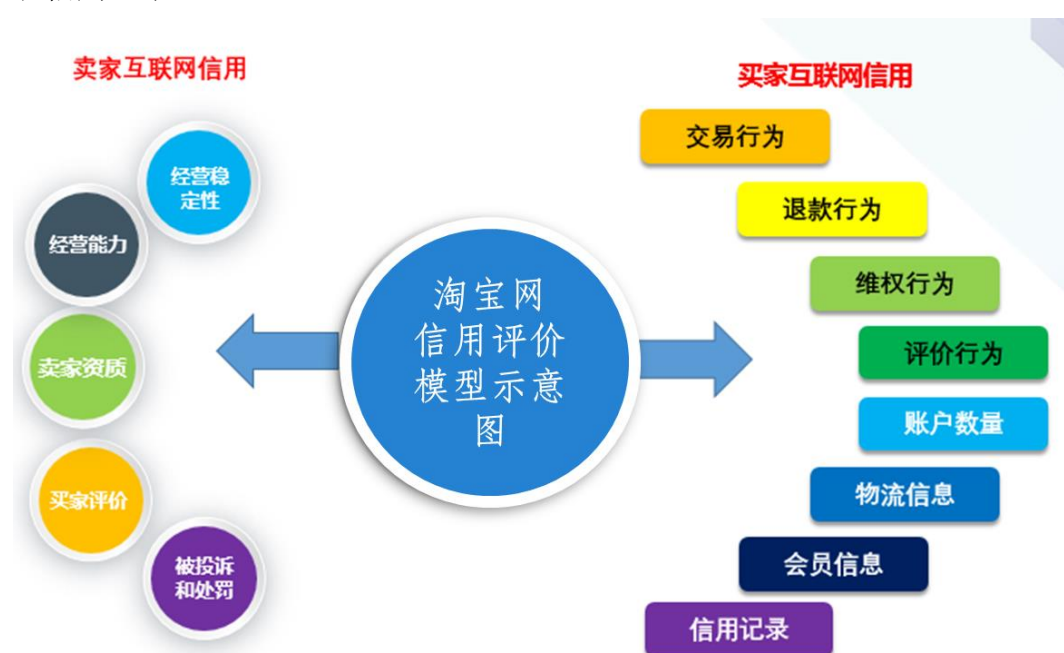 卖家互联网信用
经营稳
定性
经营能力
卖家资质
买家评价
被投诉
和处罚
淘宝网
信用评价
模型示意
图
买家互联网信用
交易行为
退款行为
维权行为
评价行为
账户数量
物流信息
会员信息
信用记录